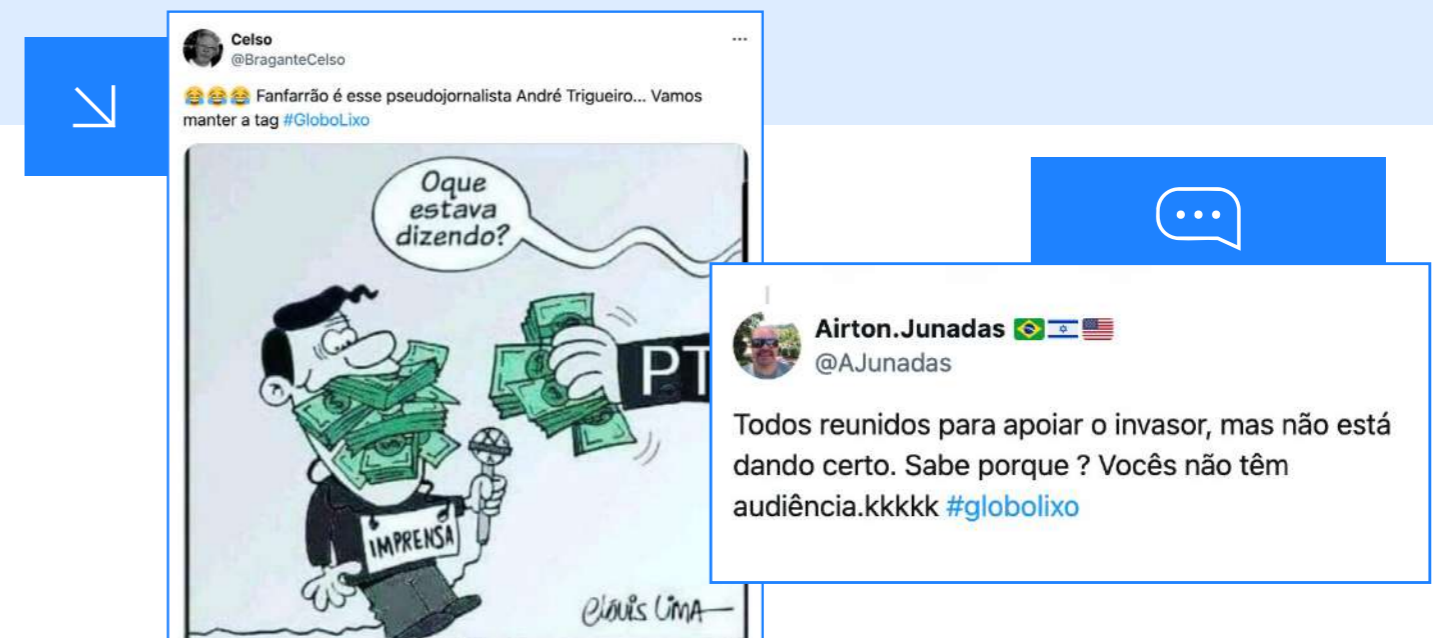 Celso
@BraganteCelso
😂😂😂 Fanfarrão é esse pseudojornalista André Trigueiro... Vamos
manter a tag #GloboLixo
Oque
estava
dizendo?
PT
IMPRENSA
Clóvis Lima
Airton.Junadas 🇧🇷🇮🇱🇺🇸
@AJunadas
Todos reunidos para apoiar o invasor, mas não está
dando certo. Sabe porque ? Vocês não têm
audiência.kkkkk #globolixo